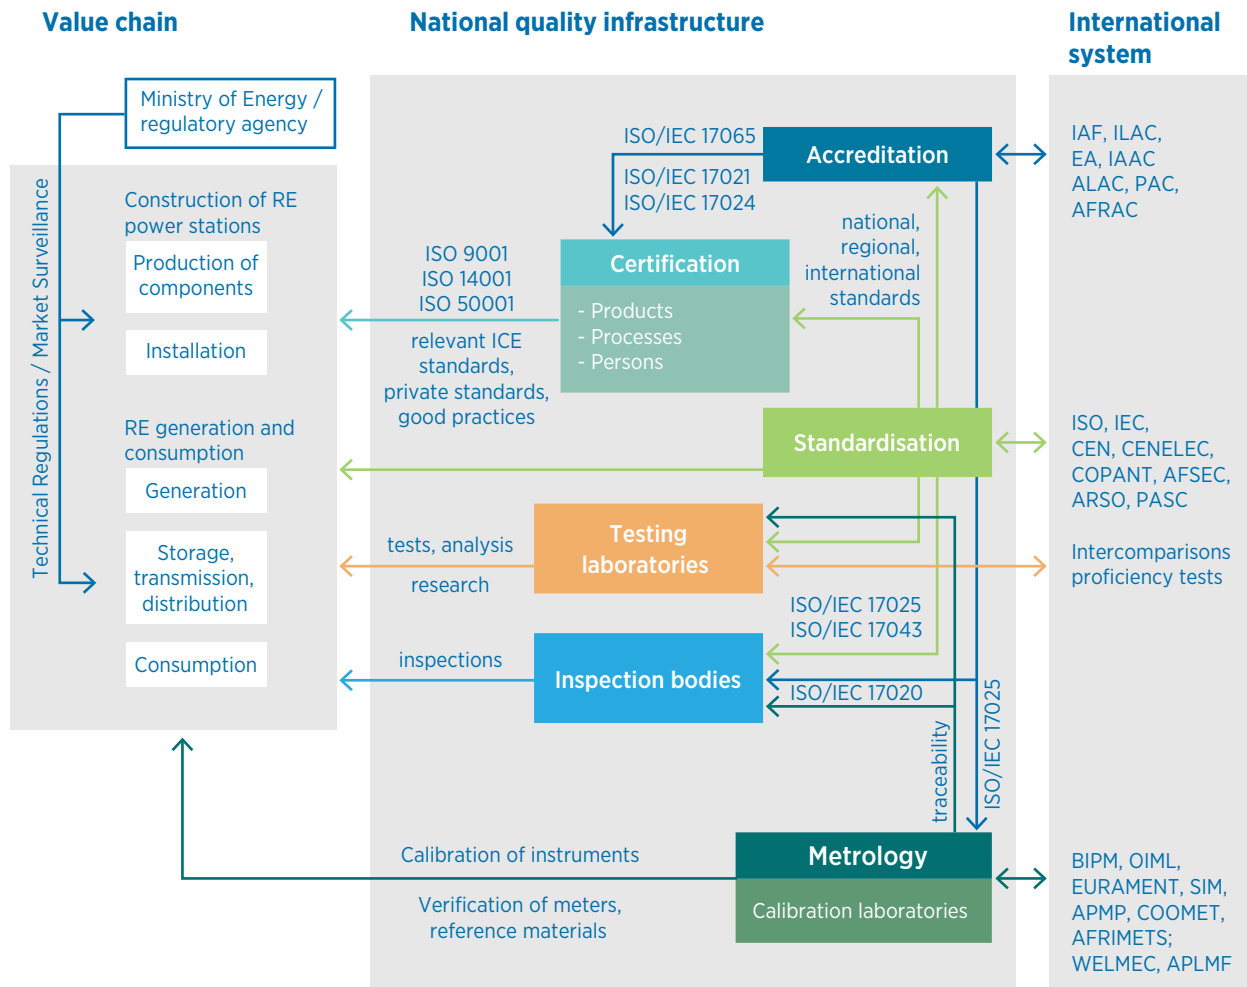 Value chain
National quality infrastructure
International
system
Ministry of Energy /
regulatory agency
Technical Regulations / Market Surveillance
Construction of RE
power stations
Production of
components
Installation
RE generation and
consumption
Generation
Storage,
transmission,
distribution
Consumption
ISO/IEC 17065
ISO/IEC 17021
ISO/IEC 17024
Accreditation
national,
regional,
international
standards
ISO 9001
ISO 14001
ISO 50001
relevant ICE
standards,
private standards,
good practices
Certification
- Products
- Processes
- Persons
Standardisation
tests, analysis
research
Testing
laboratories
ISO/IEC 17025
ISO/IEC 17043
inspections
Inspection bodies
ISO/IEC 17020
traceability
ISO/IEC 17025
Calibration of instruments
Verification of meters,
reference materials
Metrology
Calibration laboratories
IAF, ILAC,
EA, IAAC
ALAC, PAC,
AFRAC
ISO, IEC,
CEN, CENELEC,
COPANT, AFSEC,
ARSO, PASC
Intercomparisons
proficiency tests
BIPM, OIML,
EURAMENT, SIM,
APMP, COOMET,
AFRIMETS;
WELMEC, APLMF